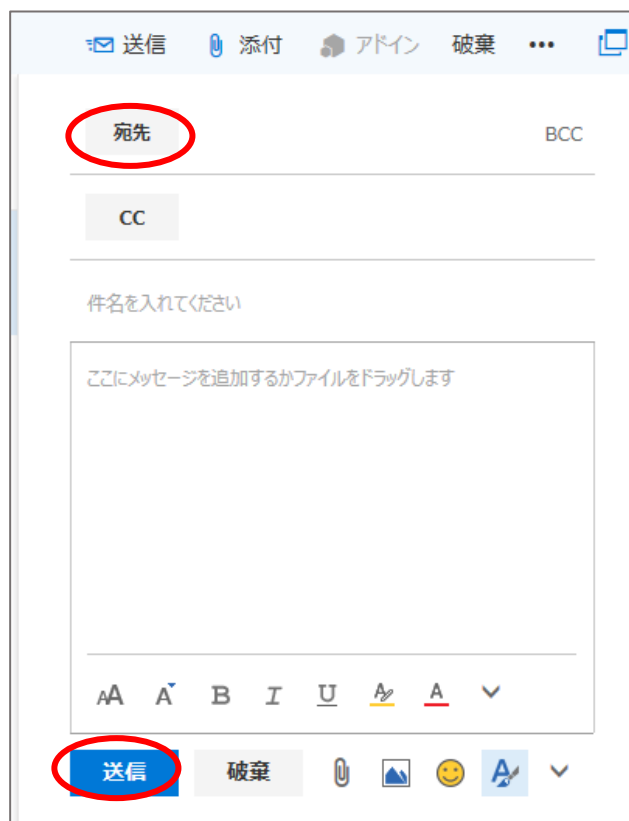 送信 添付 アドイン 破棄 •••
宛先 BCC
CC
件名を入れてください
ここにメッセージを追加するかファイルをドラッグします
AA A B I U A A
送信 破棄 A